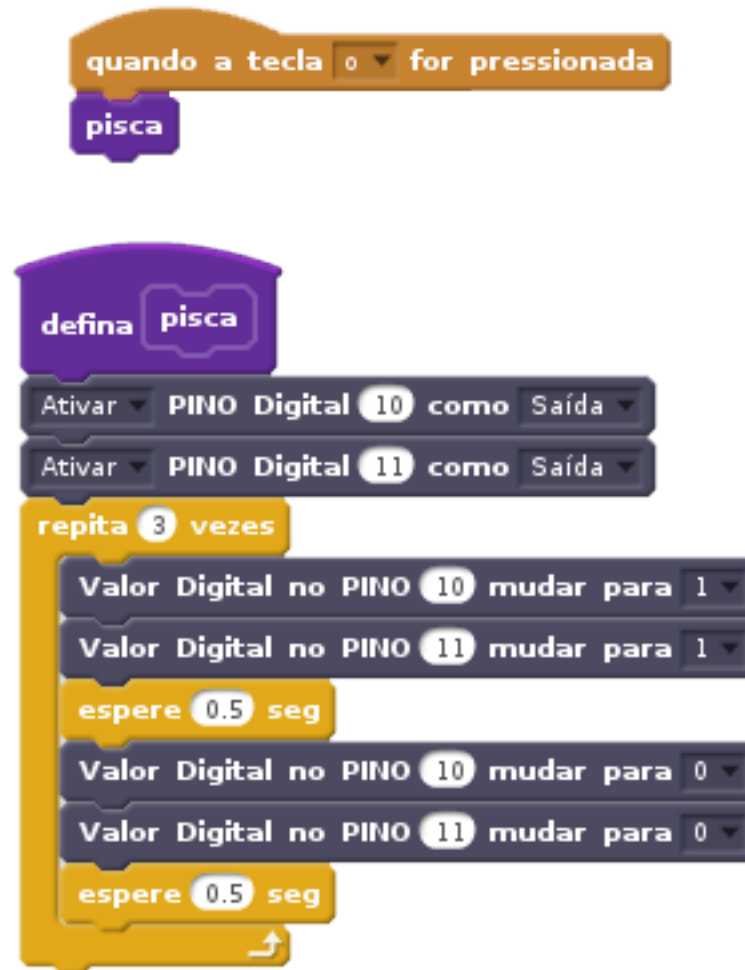 quando a tecla o for pressionada
pisca
defina pisca
Ativar PINO Digital 10 como Saída
Ativar PINO Digital 11 como Saída
repita 3 vezes
Valor Digital no PINO 10 mudar para 1
Valor Digital no PINO 11 mudar para 1
espere 0.5 seg
Valor Digital no PINO 10 mudar para 0
Valor Digital no PINO 11 mudar para 0
espere 0.5 seg